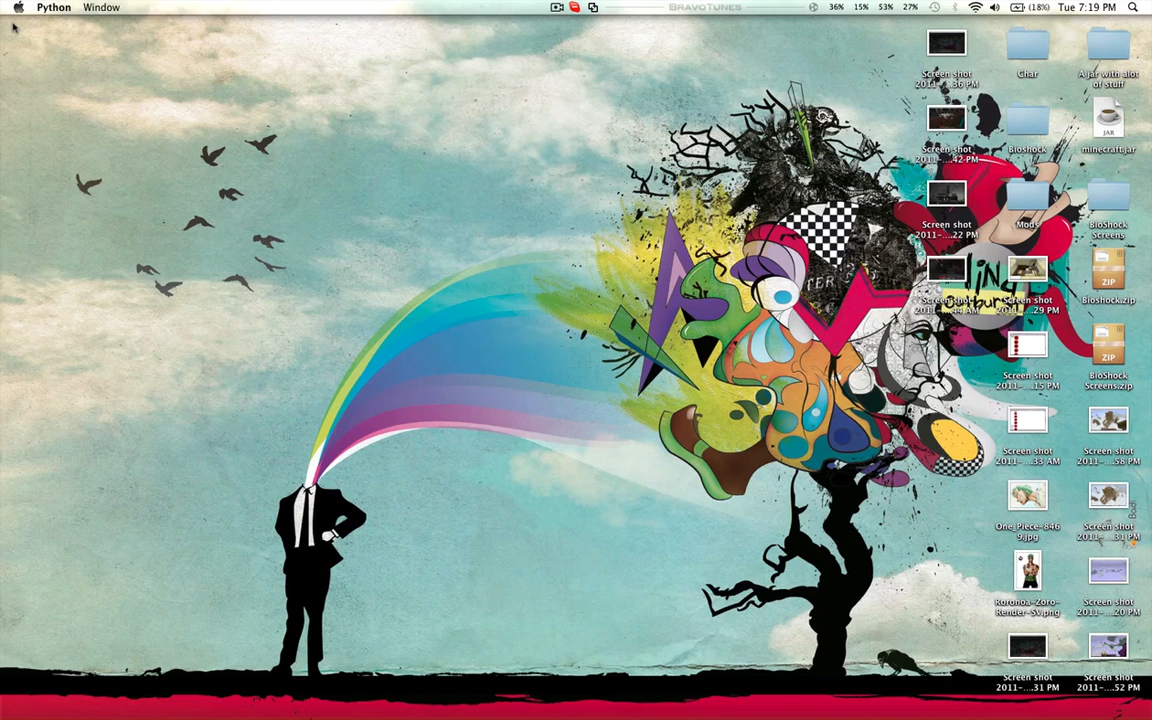 Python Window
BRAVOTUNES
36% 15% 53% 27% (18%) Tue 7:19 PM
Screen shot
2011-....36 PM
Char
A jar with alot
of stuff
JAR
Screen shot
2011-....42 PM
Bioshock
minecraft.jar
Screen shot
2011-....22 PM
Mods
BioShock
Screens
TER
Screen shot
2011-....44 AM
Screen shot
2011-....29 PM
ZIP
Bioshock.zip
Screen shot
2011-....15 PM
ZIP
BioShock
Screens.zip
Screen shot
2011-....33 AM
Screen shot
2011-....58 PM
One_Piece-846
9.jpg
Screen shot
2011-....31 PM
Roronoa-Zoro-
Render-SV.png
Screen shot
2011-....20 PM
Screen shot
2011-....31 PM
Screen shot
2011-....52 PM